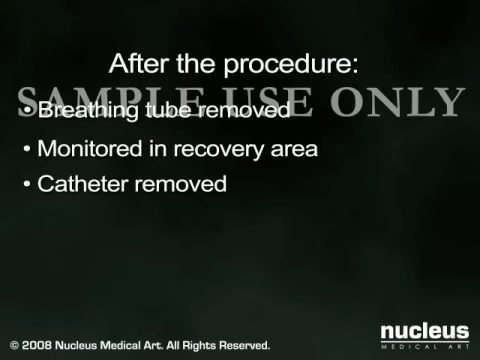 After the procedure:
SAMPLE USE ONLY
• Breathing tube removed
• Monitored in recovery area
• Catheter removed
nucleus
MEDICAL ART
© 2008 Nucleus Medical Art. All Rights Reserved.